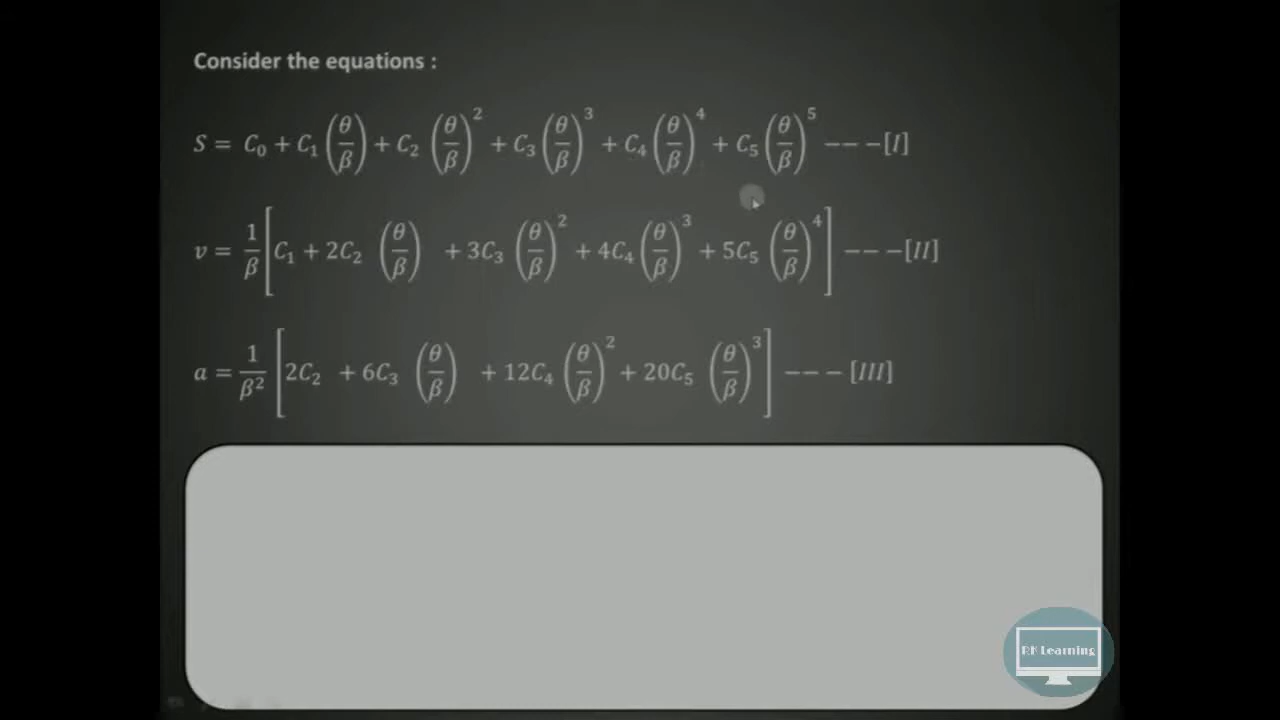 Consider the equations :
S = C₀ + C₁ (θ/β) + C₂ (θ/β)² + C₃ (θ/β)³ + C₄ (θ/β)⁴ + C₅ (θ/β)⁵ −−−[I]
v = 1/β [C₁ + 2C₂ (θ/β) + 3C₃ (θ/β)² + 4C₄ (θ/β)³ + 5C₅ (θ/β)⁴] −−−[II]
a = 1/β² [2C₂ + 6C₃ (θ/β) + 12C₄ (θ/β)² + 20C₅ (θ/β)³] −−− [III]
RN Learning